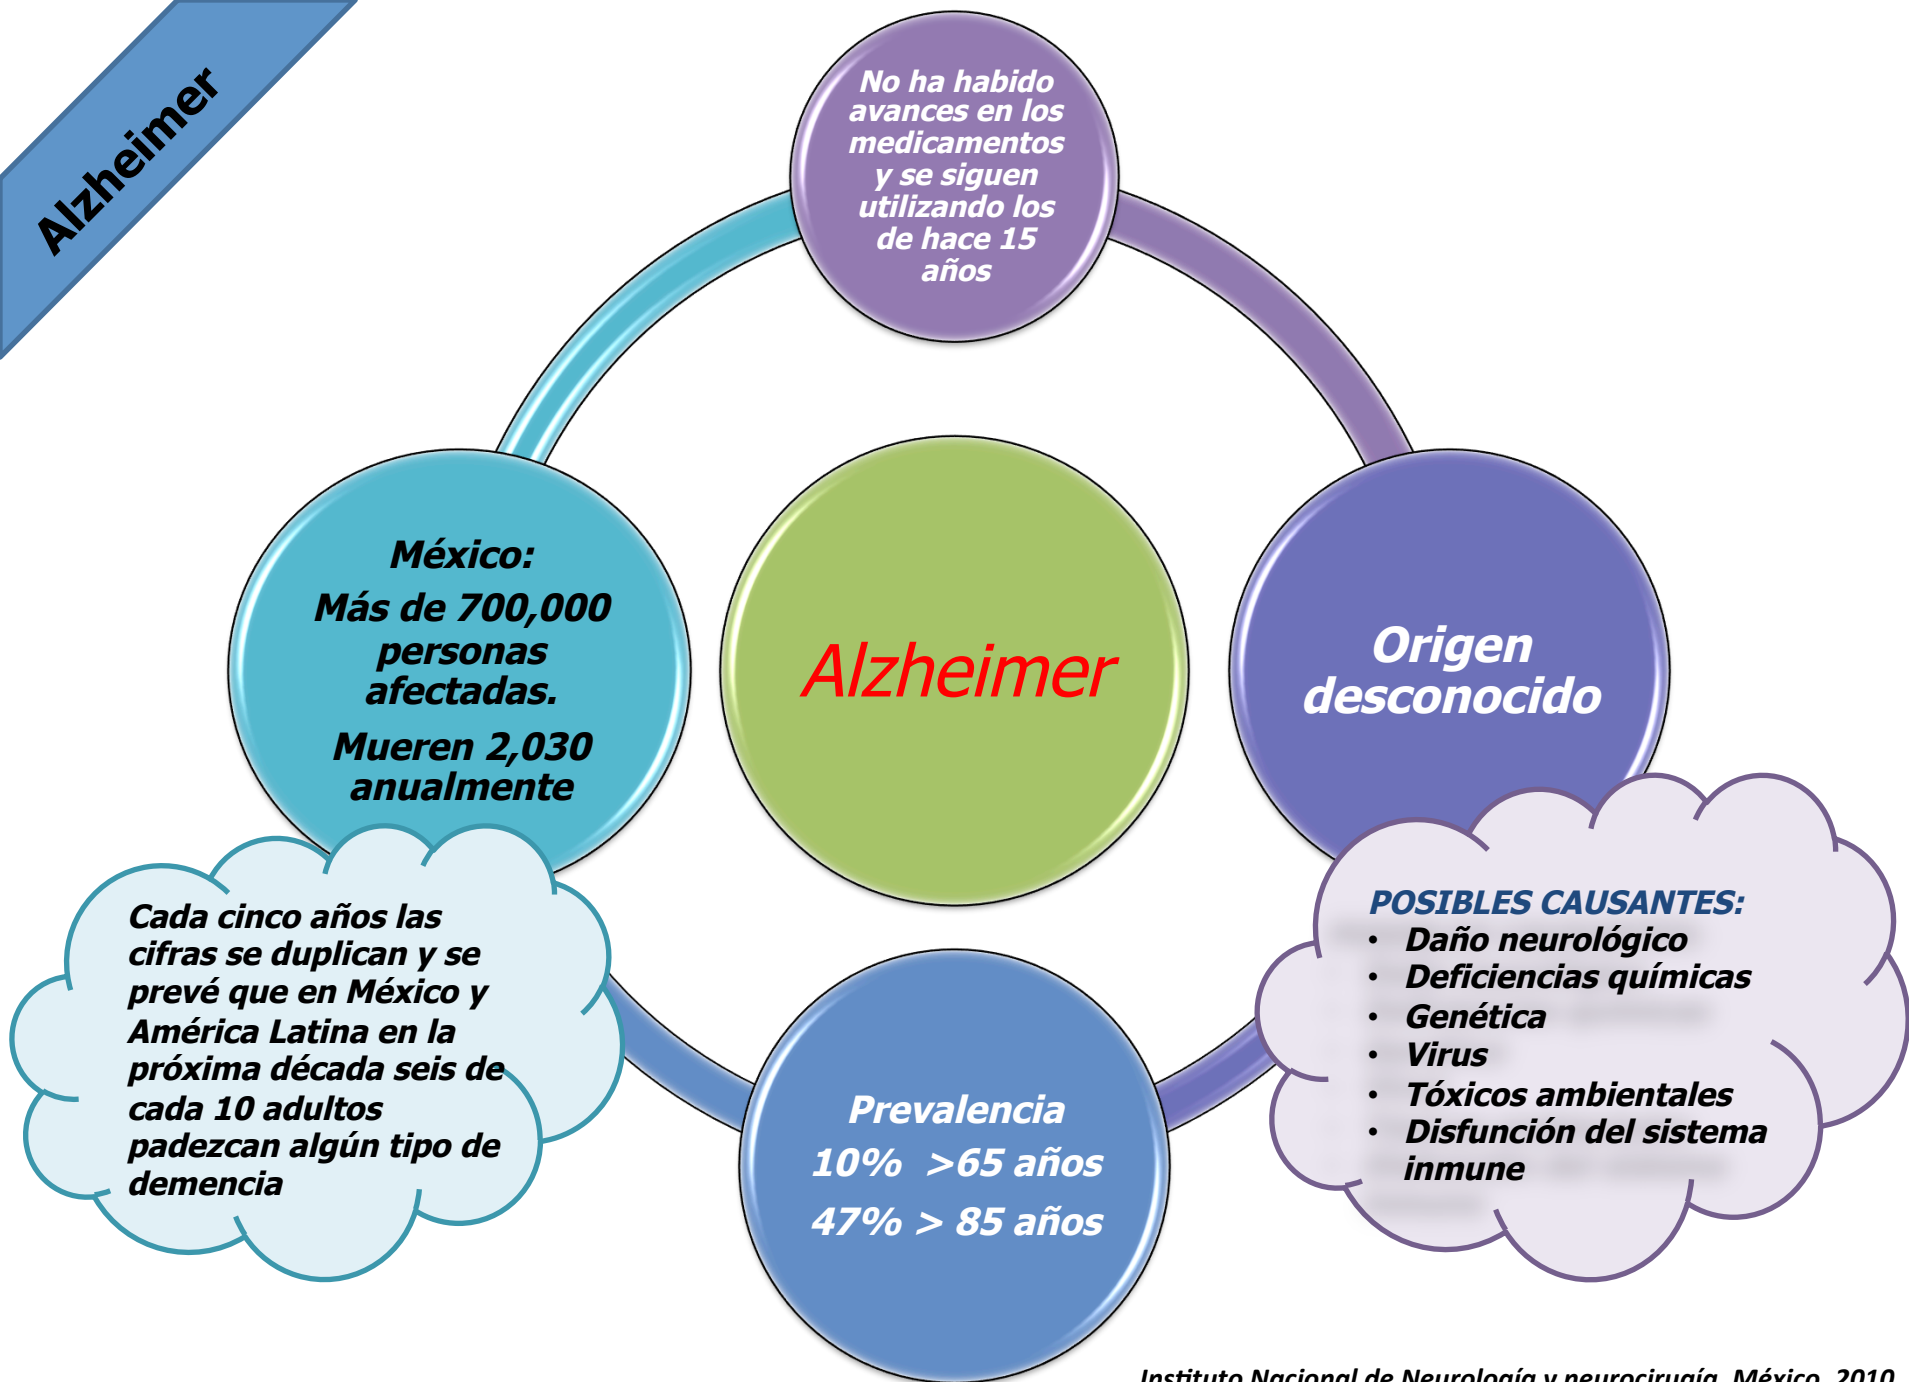 Alzheimer
No ha habido
avances en los
medicamentos
y se siguen
utilizando los
de hace 15
años
México:
Más de 700,000
personas
afectadas.
Mueren 2,030
anualmente
Alzheimer
Origen
desconocido
Cada cinco años las
cifras se duplican y se
prevé que en México y
América Latina en la
próxima década seis de
cada 10 adultos
padezcan algún tipo de
demencia
Prevalencia
10% >65 años
47% > 85 años
POSIBLES CAUSANTES:
• Daño neurológico
• Deficiencias químicas
• Genética
• Virus
• Tóxicos ambientales
• Disfunción del sistema
inmune
Instituto Nacional de Neurología y neurocirugía. México, 2010